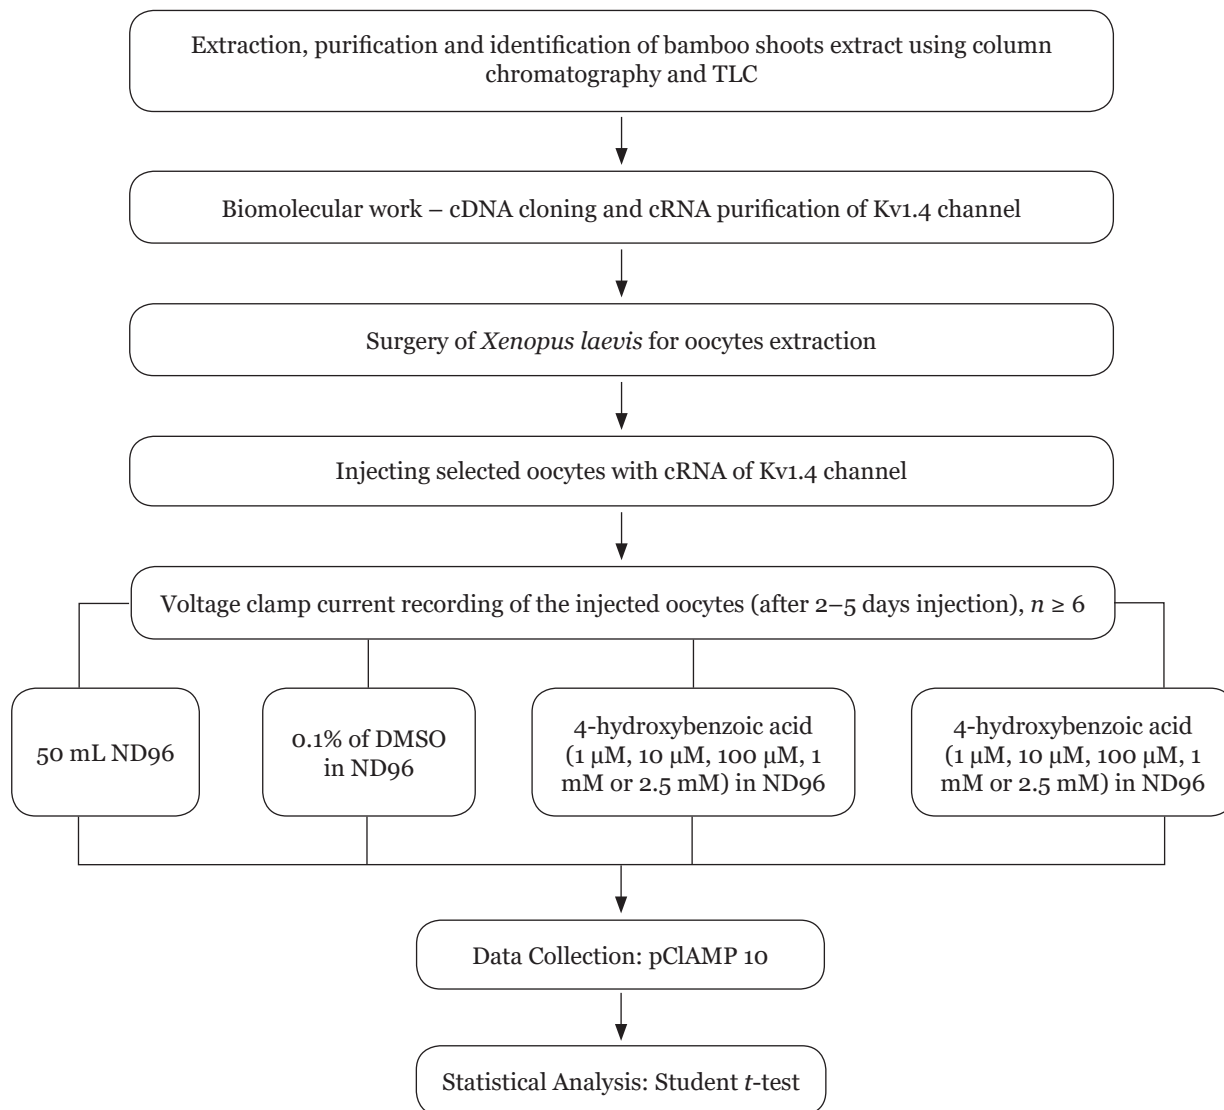 Extraction, purification and identification of bamboo shoots extract using column
chromatography and TLC
Biomolecular work – cDNA cloning and cRNA purification of Kv1.4 channel
Surgery of Xenopus laevis for oocytes extraction
Injecting selected oocytes with cRNA of Kv1.4 channel
Voltage clamp current recording of the injected oocytes (after 2–5 days injection), n ≥ 6
50 mL ND96
0.1% of DMSO
in ND96
4-hydroxybenzoic acid
(1 µM, 10 µM, 100 µM, 1
mM or 2.5 mM) in ND96
4-hydroxybenzoic acid
(1 µM, 10 µM, 100 µM, 1
mM or 2.5 mM) in ND96
Data Collection: pClAMP 10
Statistical Analysis: Student t-test